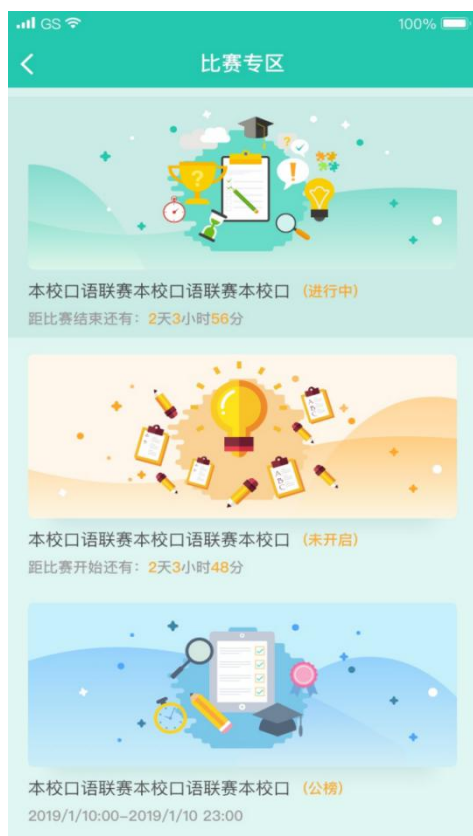 GS 100%
比赛专区
本校口语联赛本校口语联赛本校口 (进行中)
距比赛结束还有：2天3小时56分
本校口语联赛本校口语联赛本校口 (未开启)
距比赛开始还有：2天3小时48分
本校口语联赛本校口语联赛本校口 (公榜)
2019/1/10:00-2019/1/10 23:00